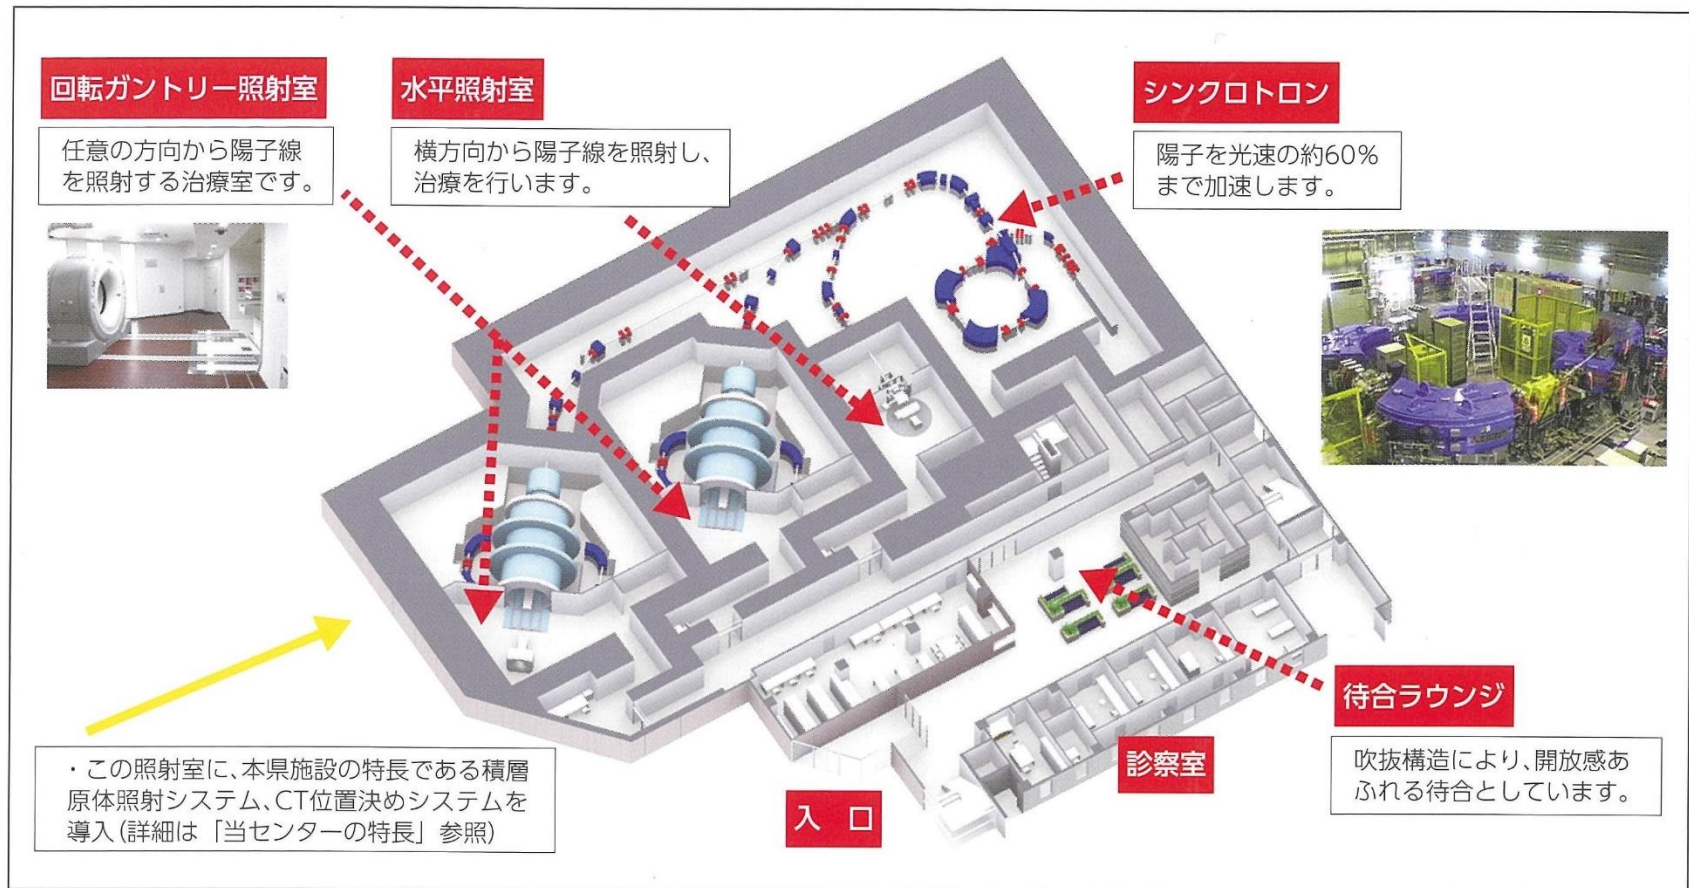 回転ガントリー照射室
任意の方向から陽子線
を照射する治療室です。
水平照射室
横方向から陽子線を照射し、
治療を行います。
シンクロトロン
陽子を光速の約60%
まで加速します。
待合ラウンジ
吹抜構造により、開放感あ
ふれる待合としています。
診察室
入 口
・この照射室に、本県施設の特長である積層
原体照射システム、CT位置決めシステムを
導入(詳細は「当センターの特長」参照)